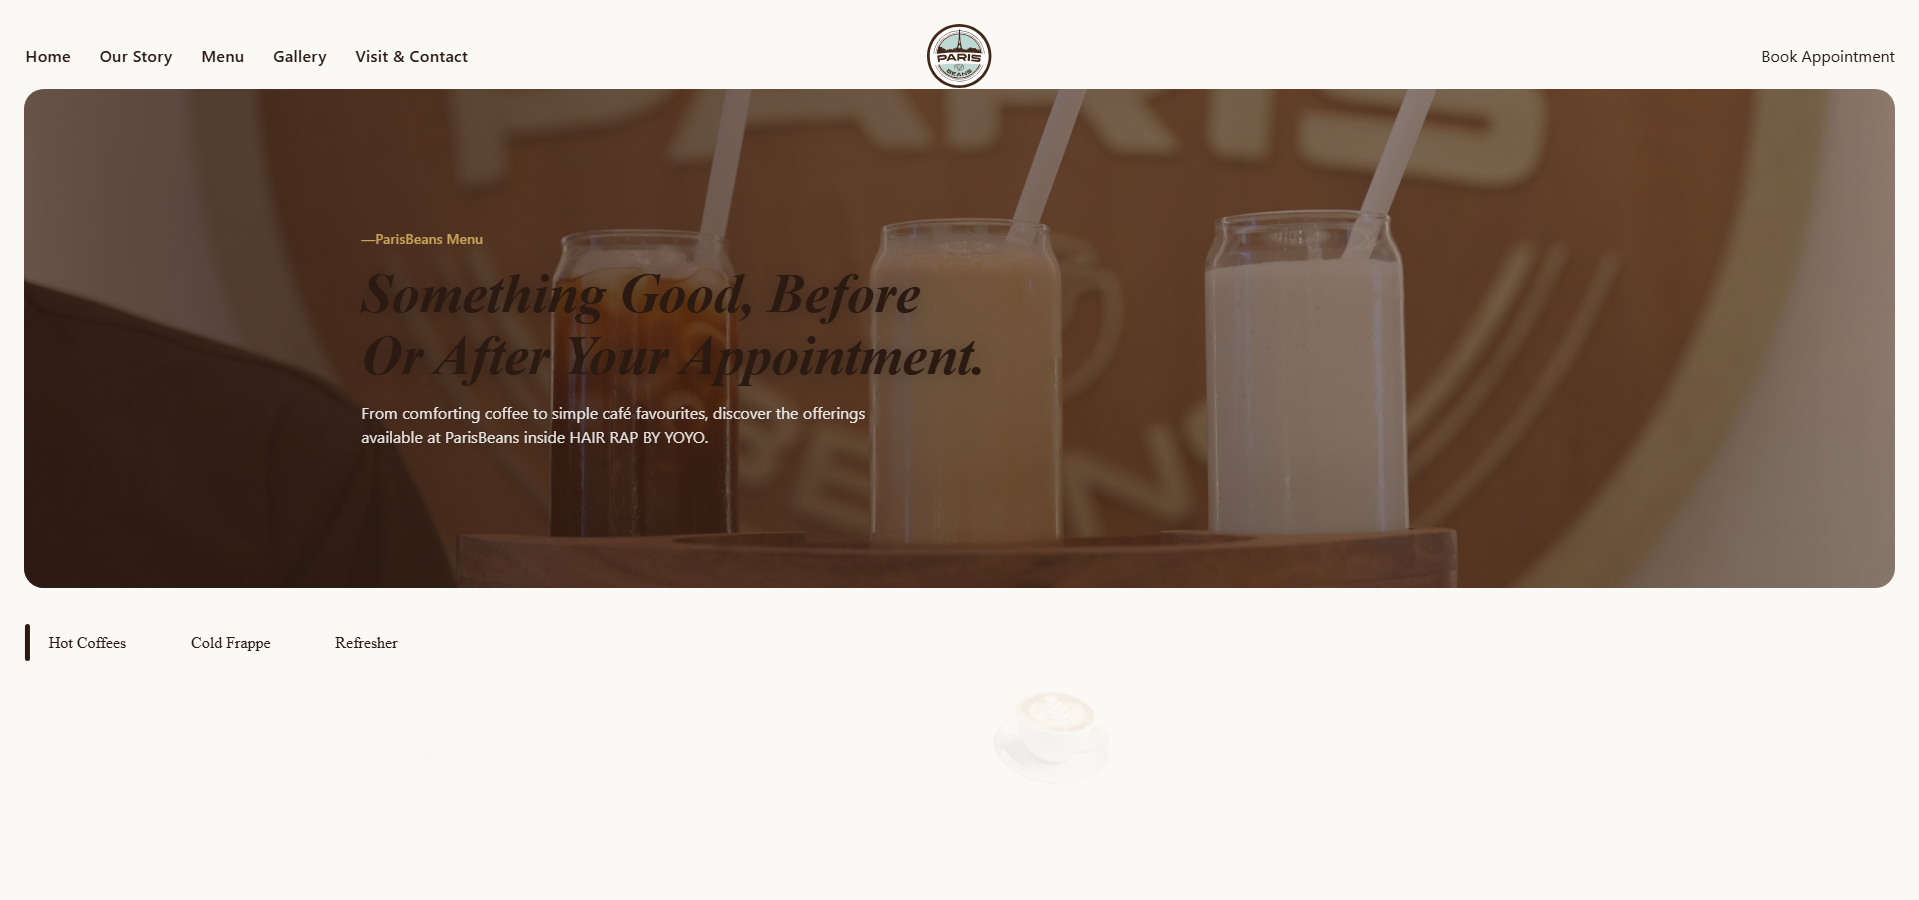 Home
Our Story
Menu
Gallery
Visit & Contact
PARIS
BEANS
Book Appointment
PARIS
—ParisBeans Menu
Something Good, Before
Or After Your Appointment.
From comforting coffee to simple café favourites, discover the offerings
available at ParisBeans inside HAIR RAP BY YOYO.
Hot Coffees
Cold Frappe
Refresher